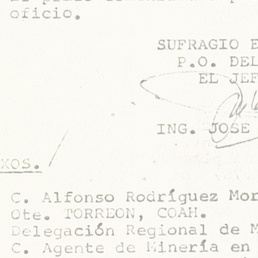 oficio.
SUFRAGIO E
P.O. DEL
EL JEF
ING. JOSE
XOS.
C. Alfonso Rodríguez Mor
Ote. TORREON, COAH.
Delegación Regional de M
C. Agente de Minería en